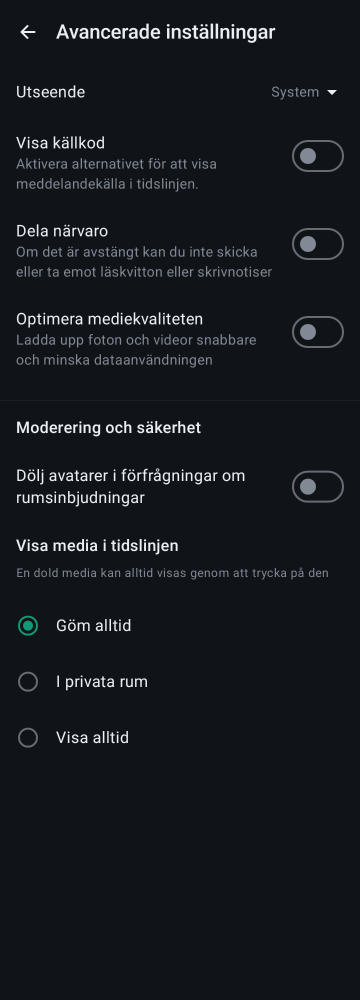 Avancerade inställningar
Utseende
System
Visa källkod
Aktivera alternativet för att visa
meddelandekälla i tidslinjen.
Dela närvaro
Om det är avstängt kan du inte skicka
eller ta emot läskvitton eller skrivnotiser
Optimera mediekvaliteten
Ladda upp foton och videor snabbare
och minska dataanvändningen
Moderering och säkerhet
Dölj avatarer i förfrågningar om
rumsinbjudningar
Visa media i tidslinjen
En dold media kan alltid visas genom att trycka på den
Göm alltid
I privata rum
Visa alltid